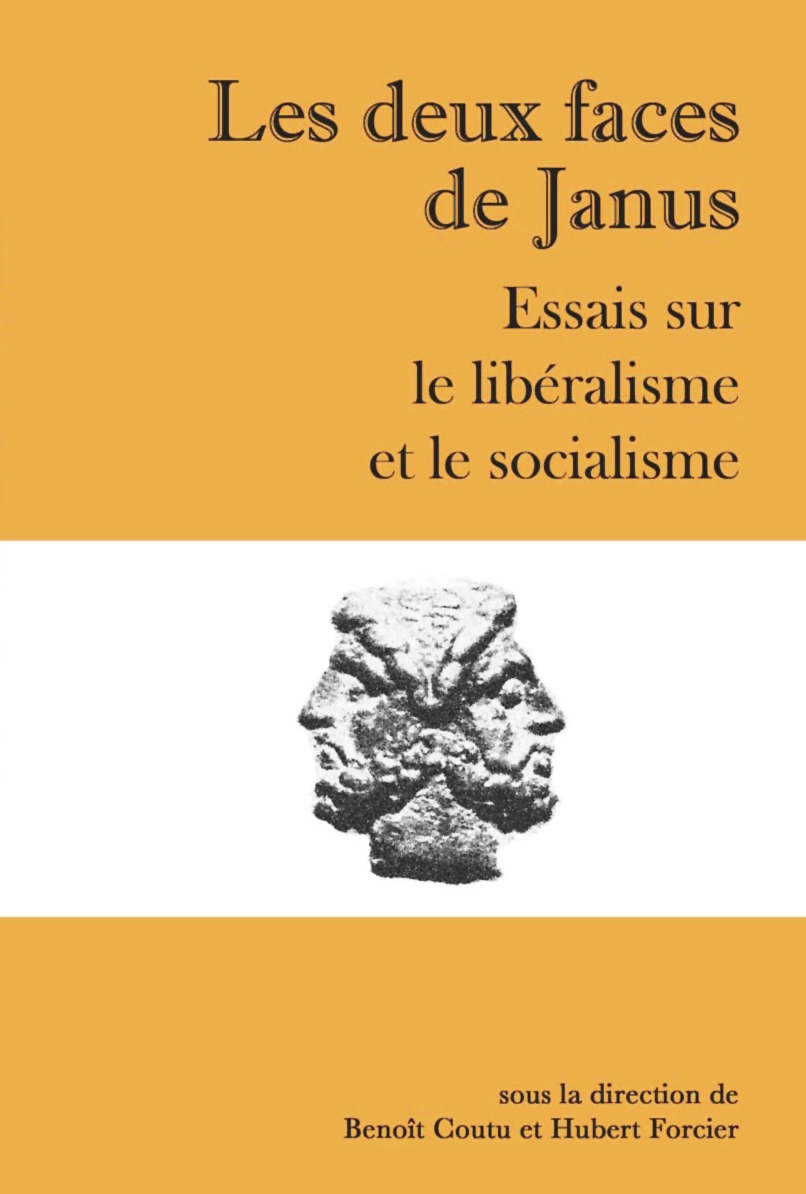 Les deux faces
de Janus
Essais sur
le libéralisme
et le socialisme
sous la direction de
Benoît Coutu et Hubert Forcier